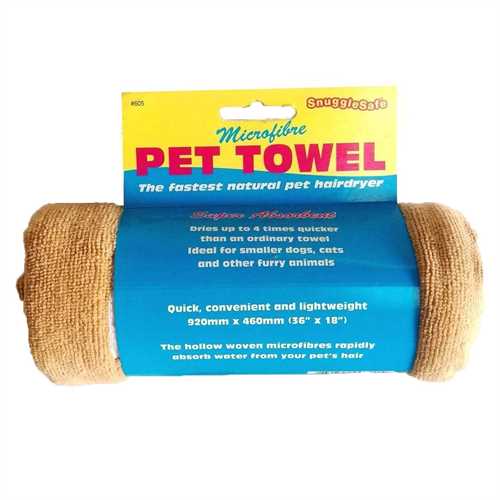 #605
SnuggleSafe
Microfibre
PET TOWEL
The fastest natural pet hairdryer
Super Absorbent
Dries up to 4 times quicker
than an ordinary towel
Ideal for smaller dogs, cats
and other furry animals
Quick, convenient and lightweight
920mm x 460mm (36" x 18")
The hollow woven microfibres rapidly
absorb water from your pet's hair